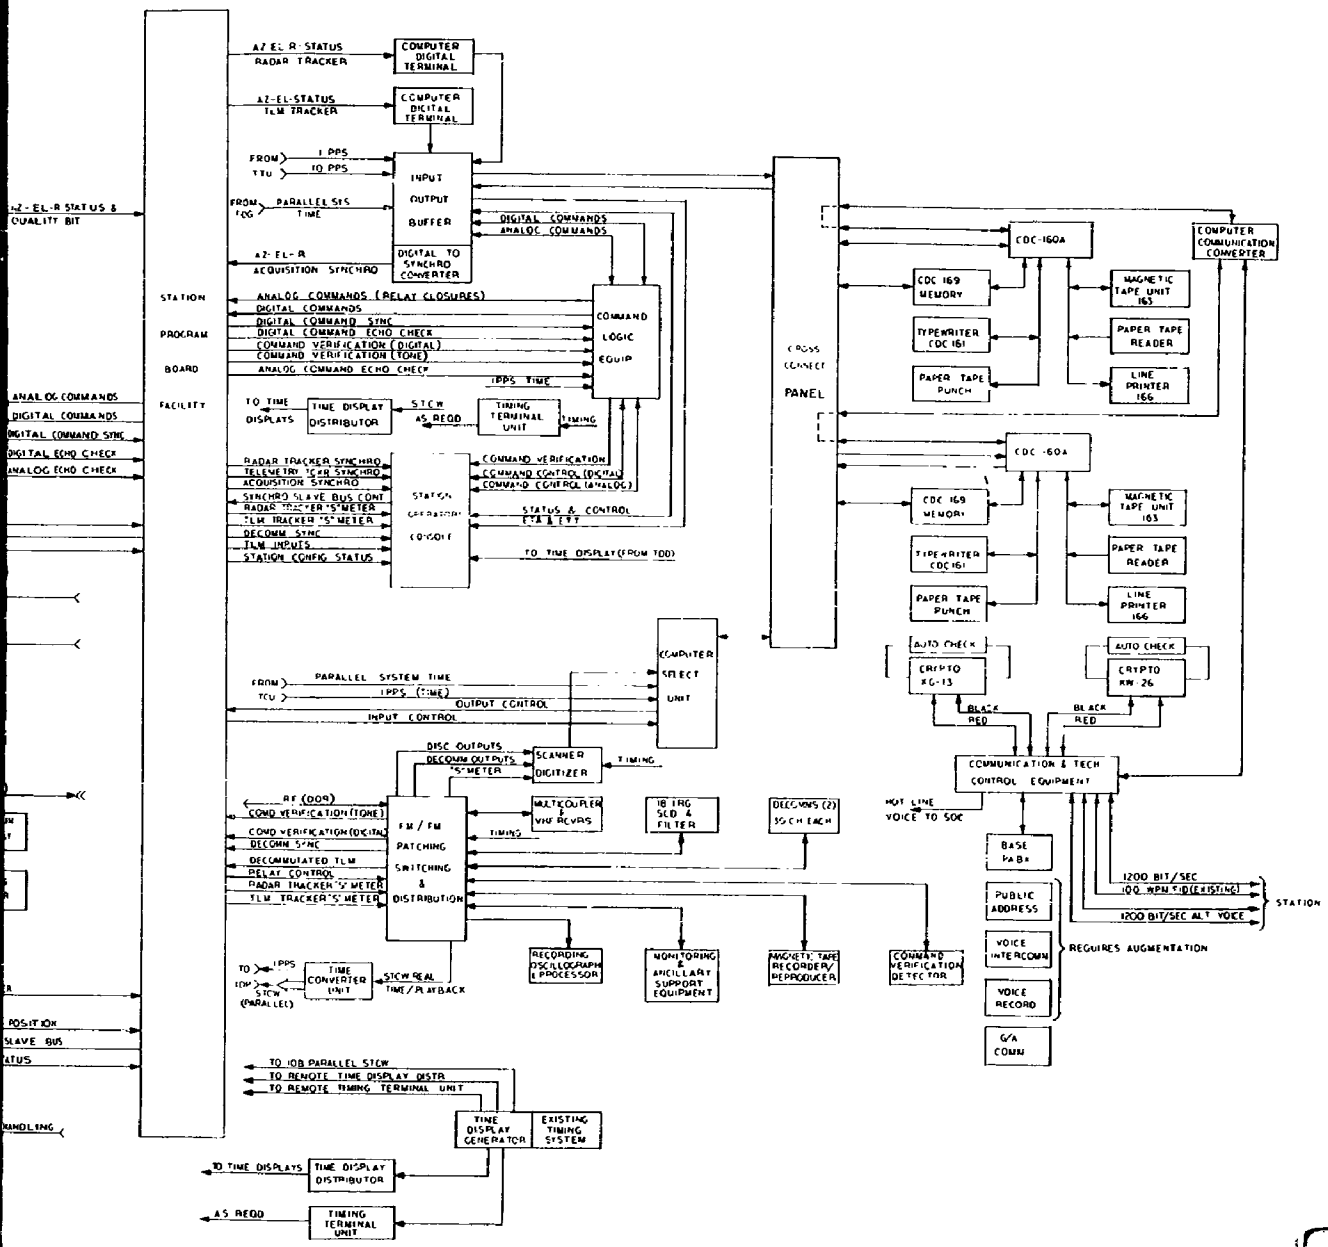 AZ-EL-R STATUS &
QUALITY BIT
ANALOG COMMANDS
DIGITAL COMMANDS
DIGITAL COMMAND SYNC
DIGITAL ECHO CHECK
ANALOG ECHO CHECK
POSITION
SLAVE BUS
STATION
PROGRAM
BOARD
FACILITY
AZ EL R-STATUS
RADAR TRACKER
COMPUTER
DIGITAL
TERMINAL
AZ-EL-STATUS
TLM TRACKER
COMPUTER
DIGITAL
TERMINAL
FROM
TTU
1 PPS
10 PPS
FROM
PARALLEL SYS
TIME
INPUT
OUTPUT
BUFFER
DIGITAL TO
SYNCHRO
CONVERTER
AZ-EL-R
ACQUISITION SYNCHRO
DIGITAL COMMANDS
ANALOG COMMANDS
ANALOG COMMANDS (RELAY CLOSURES)
DIGITAL COMMANDS
DIGITAL COMMAND SYNC
DIGITAL COMMAND ECHO CHECK
COMMAND VERIFICATION (DIGITAL)
COMMAND VERIFICATION (TONE)
ANALOG COMMAND ECHO CHECK
1PPS TIME
COMMAND
LOGIC
EQUIP
TO TIME
DISPLAYS
TIME DISPLAY
DISTRIBUTOR
STCW
AS REQD
TIMING
TERMINAL
UNIT
TIMING
RADAR TRACKER SYNCHRO
TELEMETRY TCKR SYNCHRO
ACQUISITION SYNCHRO
SYNCHRO SLAVE BUS CONT
RADAR TRACKER "S" METER
TLM TRACKER "S" METER
DECOMM SYNC
TLM INPUTS
STATION CONFIG STATUS
STATION
OPERATORS
CONSOLE
COMMAND VERIFICATION
COMMAND CONTROL (DIGITAL)
COMMAND CONTROL (ANALOG)
STATUS & CONTROL
TO TIME DISPLAY (FROM TDD)
COMPUTER
SELECT
UNIT
FROM
TCU
PARALLEL SYSTEM TIME
1PPS (TIME)
OUTPUT CONTROL
INPUT CONTROL
CROSS
CONNECT
PANEL
CDC-160A
COMPUTER
COMMUNICATION
CONVERTER
CDC 169
MEMORY
MAGNETIC
TAPE UNIT
163
TYPEWRITER
CDC 161
PAPER TAPE
READER
PAPER TAPE
PUNCH
LINE
PRINTER
166
CDC -60A
CDC 169
MEMORY
MAGNETIC
TAPE UNIT
163
TYPEWRITER
CDC 161
PAPER TAPE
READER
PAPER TAPE
PUNCH
LINE
PRINTER
166
AUTO CHECK
CRYPTO
KG-13
AUTO CHECK
CRYPTO
KW-26
BLACK
RED
BLACK
RED
COMMUNICATION & TECH
CONTROL EQUIPMENT
HOT LINE
VOICE TO SOC
BASE
PABX
PUBLIC
ADDRESS
VOICE
INTERCOMM
VOICE
RECORD
G/A
COMM
REQUIRES AUGMENTATION
1200 BIT/SEC
100 WPM SID (EXISTING)
1200 BIT/SEC ALT VOICE
STATION
DISC OUTPUTS
DECOMM OUTPUTS
"S" METER
SCANNER
DIGITIZER
TIMING
RF (DOR)
COMD VERIFICATION (TONE)
COMD VERIFICATION (DIGITAL)
DECOMM SYNC
DECOMMUTATED TLM
RELAY CONTROL
RADAR TRACKER "S" METER
TLM TRACKER "S" METER
FM/FM
PATCHING
SWITCHING
&
DISTRIBUTION
MULTICOUPLER
&
VHF RCVRS
TIMING
18 IRG
SCD &
FILTER
DECOMMS (2)
30 CH EACH
RECORDING
OSCILLOGRAPH
& PROCESSOR
MONITORING
&
ANCILLARY
SUPPORT
EQUIPMENT
MAGNETIC TAPE
RECORDER/
REPRODUCER
COMMAND
VERIFICATION
DETECTOR
TO
IOP
1PPS
STCW
(PARALLEL)
TIME
CONVERTER
UNIT
STCW REAL
TIME/PLAYBACK
TO IOB PARALLEL STCW
TO REMOTE TIME DISPLAY DISTR
TO REMOTE TIMING TERMINAL UNIT
TIME
DISPLAY
GENERATOR
EXISTING
TIMING
SYSTEM
TO TIME DISPLAYS
TIME DISPLAY
DISTRIBUTOR
AS REQD
TIMING
TERMINAL
UNIT